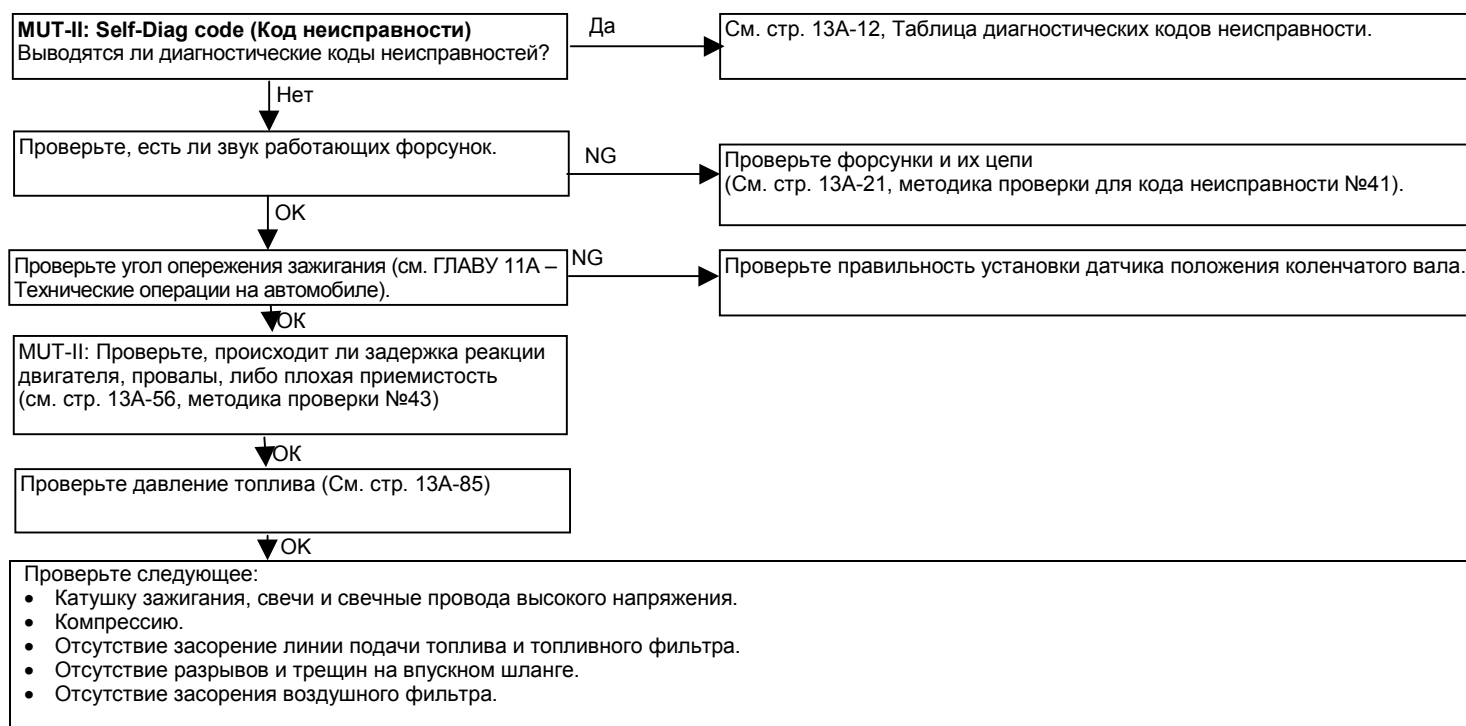 MUT-II: Self-Diag code (Код неисправности)
Выводятся ли диагностические коды неисправностей?
Да
См. стр. 13А-12, Таблица диагностических кодов неисправности.
Нет
Проверьте, есть ли звук работающих форсунок.
NG
Проверьте форсунки и их цепи
(См. стр. 13А-21, методика проверки для кода неисправности №41).
OK
Проверьте угол опережения зажигания (см. ГЛАВУ 11А –
Технические операции на автомобиле).
NG
Проверьте правильность установки датчика положения коленчатого вала.
OK
MUT-II: Проверьте, происходит ли задержка реакции
двигателя, провалы, либо плохая приемистость
(см. стр. 13А-56, методика проверки №43)
OK
Проверьте давление топлива (См. стр. 13А-85)
OK
Проверьте следующее:
• Катушку зажигания, свечи и свечные провода высокого напряжения.
• Компрессию.
• Отсутствие засорение линии подачи топлива и топливного фильтра.
• Отсутствие разрывов и трещин на впускном шланге.
• Отсутствие засорения воздушного фильтра.